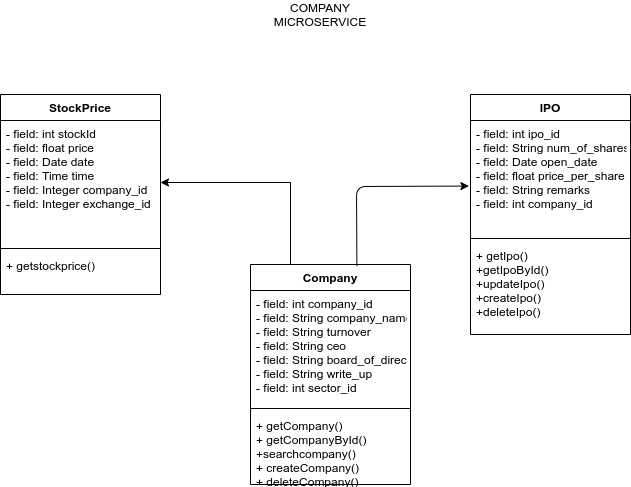 COMPANY
MICROSERVICE
StockPrice
- field: int stockId
- field: float price
- field: Date date
- field: Time time
- field: Integer company_id
- field: Integer exchange_id
+ getstockprice()
IPO
- field: int ipo_id
- field: String num_of_shares
- field: Date open_date
- field: float price_per_share
- field: String remarks
- field: int company_id
+ getIpo()
+getIpoById()
+updateIpo()
+createIpo()
+deleteIpo()
Company
- field: int company_id
- field: String company_name
- field: String turnover
- field: String ceo
- field: String board_of_direc
- field: String write_up
- field: int sector_id
+ getCompany()
+ getCompanyById()
+searchcompany()
+ createCompany()
+ deleteCompany()